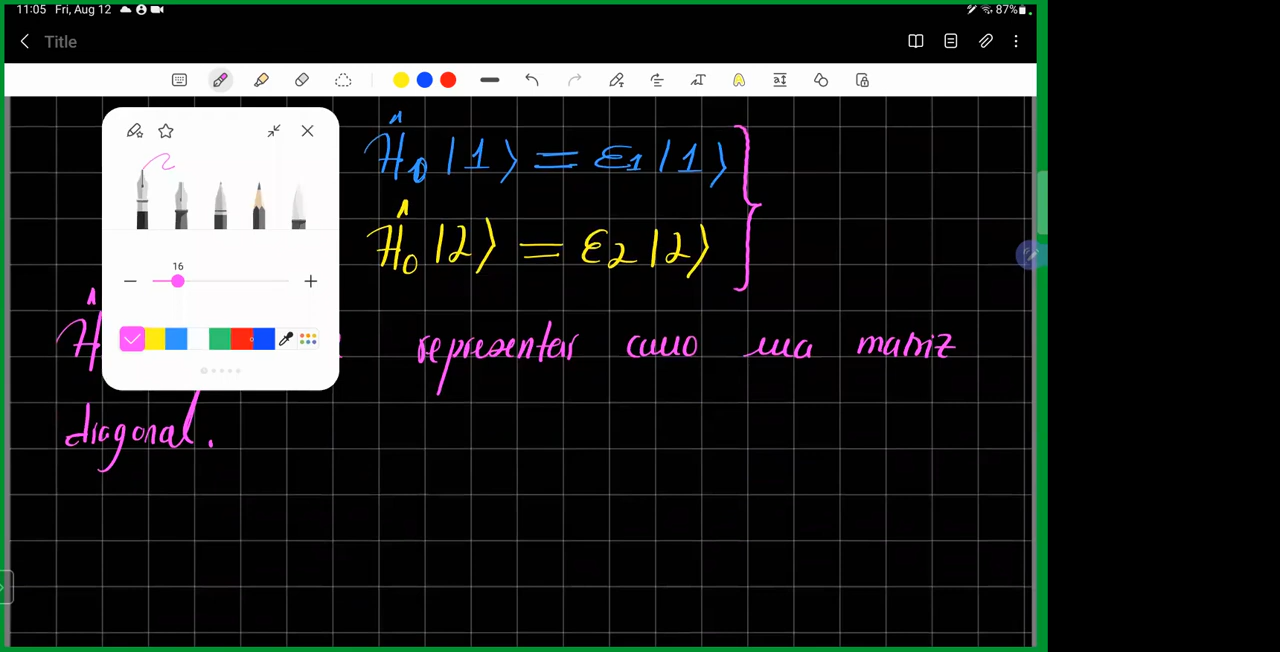 11:05 Fri, Aug 12 87%
Title
Ĥ₀ |1⟩ = ε₁ |1⟩
Ĥ₀ |2⟩ = ε₂ |2⟩
16
Ĥ representar como una matriz
diagonal.